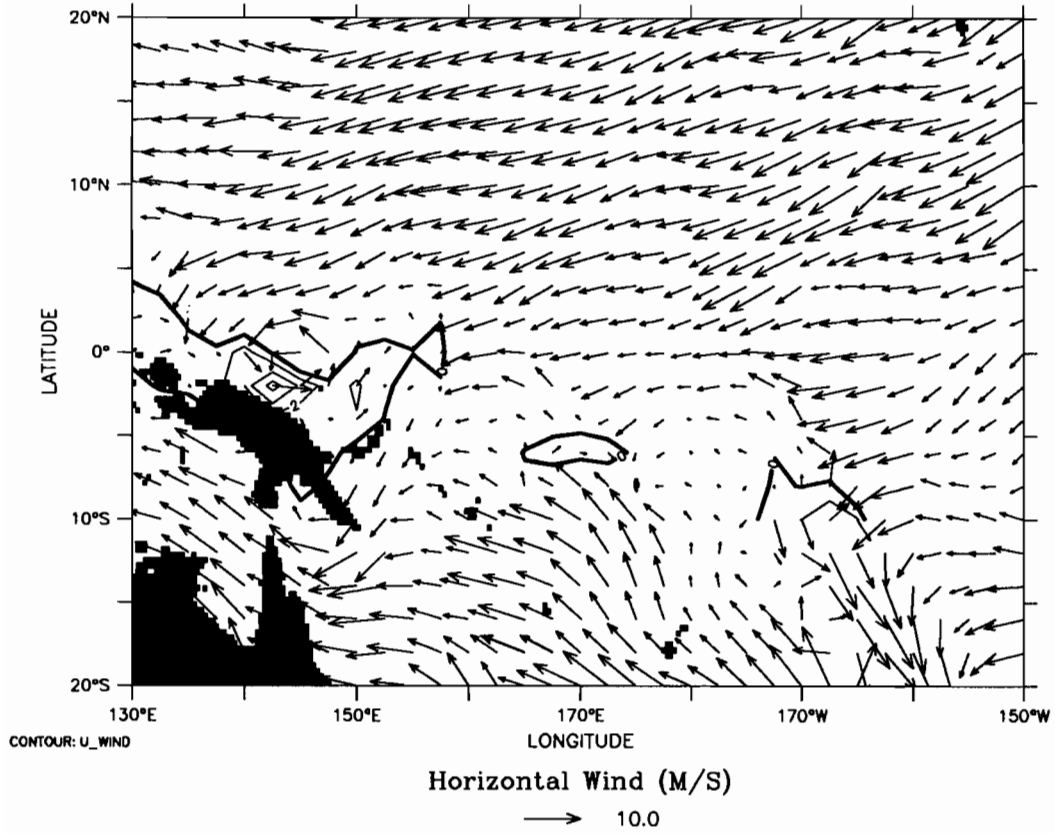 20°N
10°N
LATITUDE
0°
2
10°S
20°S
130°E 150°E 170°E 170°W 150°W
CONTOUR: U_WIND
LONGITUDE
Horizontal Wind (M/S)
10.0